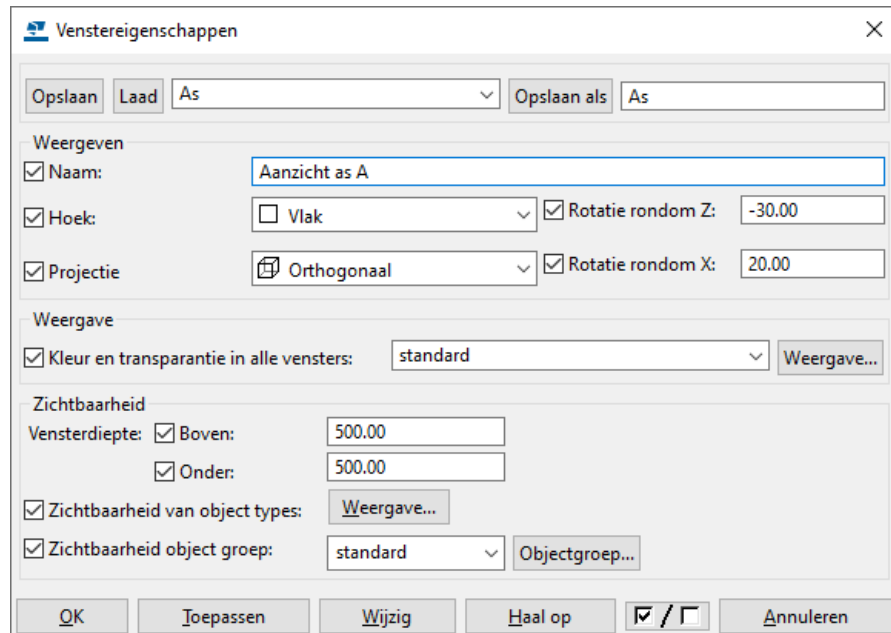 Venstereigenschappen
Opslaan Laad As Opslaan als As
Weergeven
Naam: Aanzicht as A
Hoek: Vlak Rotatie rondom Z: -30.00
Projectie Orthogonaal Rotatie rondom X: 20.00
Weergave
Kleur en transparantie in alle vensters: standard Weergave...
Zichtbaarheid
Vensterdiepte: Boven: 500.00
Onder: 500.00
Zichtbaarheid van object types: Weergave...
Zichtbaarheid object groep: standard Objectgroep...
OK Toepassen Wijzig Haal op / Annuleren